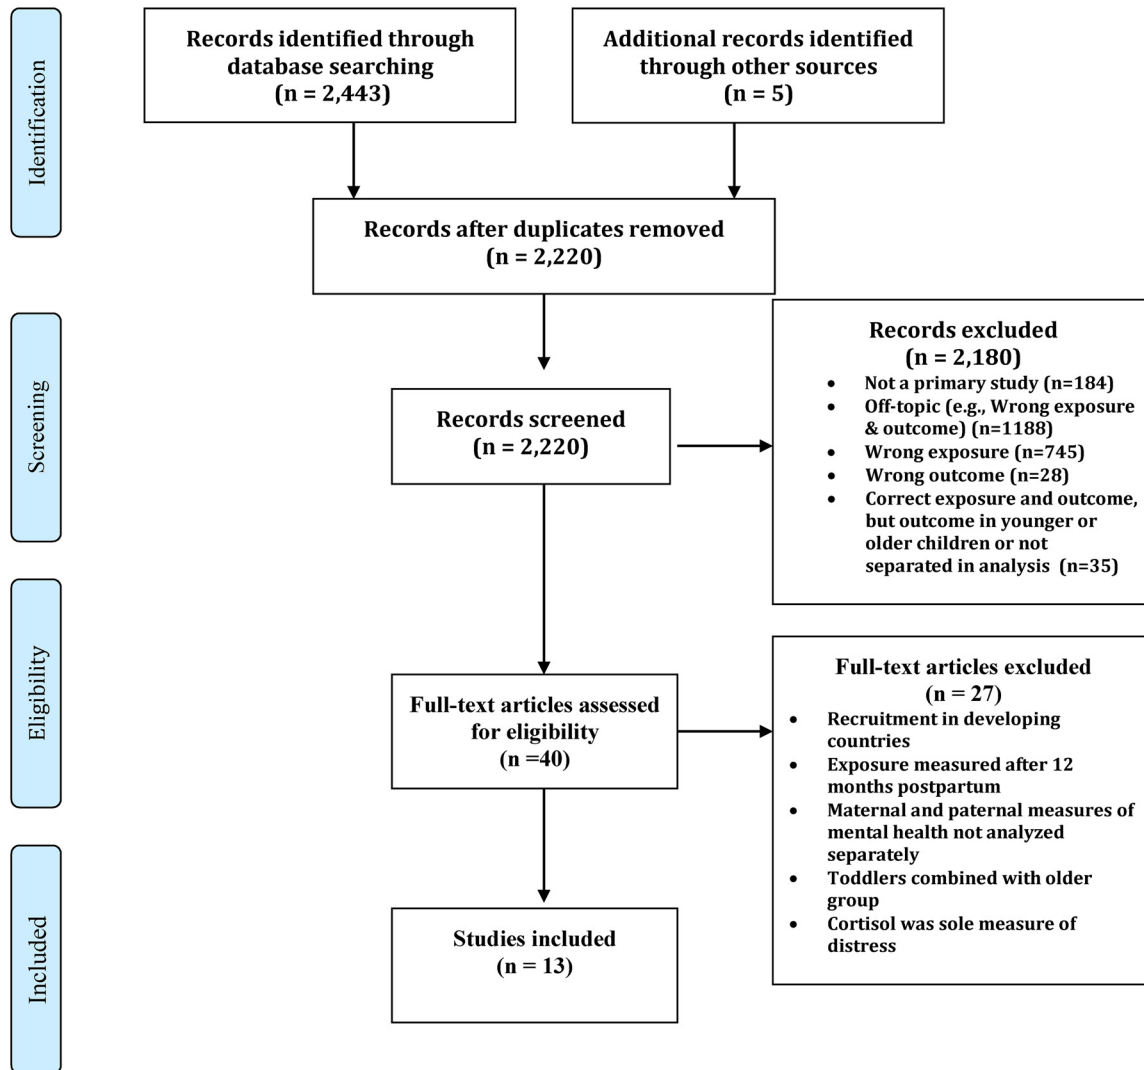 Identification
Records identified through
database searching
(n = 2,443)
Additional records identified
through other sources
(n = 5)
Records after duplicates removed
(n = 2,220)
Screening
Records screened
(n = 2,220)
Records excluded
(n = 2,180)
• Not a primary study (n=184)
• Off-topic (e.g., Wrong exposure
& outcome) (n=1188)
• Wrong exposure (n=745)
• Wrong outcome (n=28)
• Correct exposure and outcome,
but outcome in younger or
older children or not
separated in analysis (n=35)
Eligibility
Full-text articles assessed
for eligibility
(n =40)
Full-text articles excluded
(n = 27)
• Recruitment in developing
countries
• Exposure measured after 12
months postpartum
• Maternal and paternal measures of
mental health not analyzed
separately
• Toddlers combined with older
group
• Cortisol was sole measure of
distress
Included
Studies included
(n = 13)